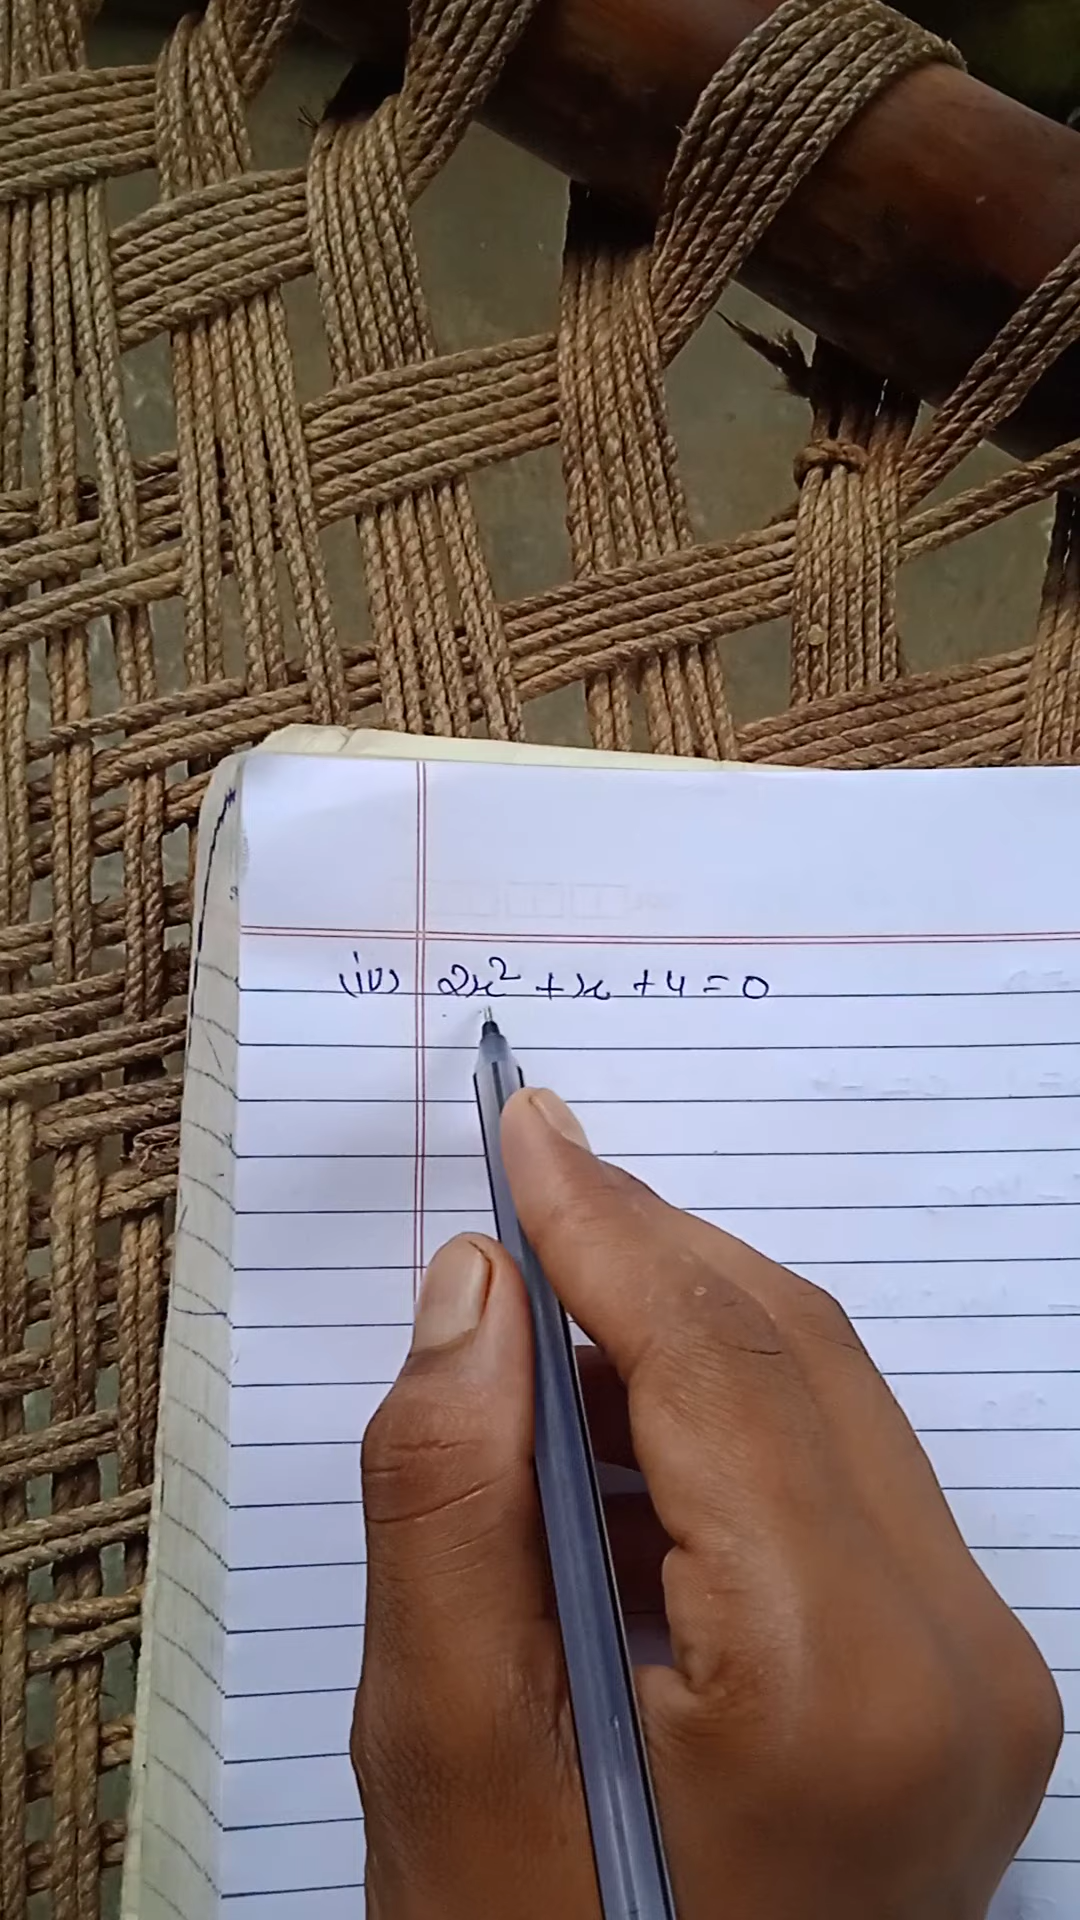 (iv) 2x² + x + 4 = 0